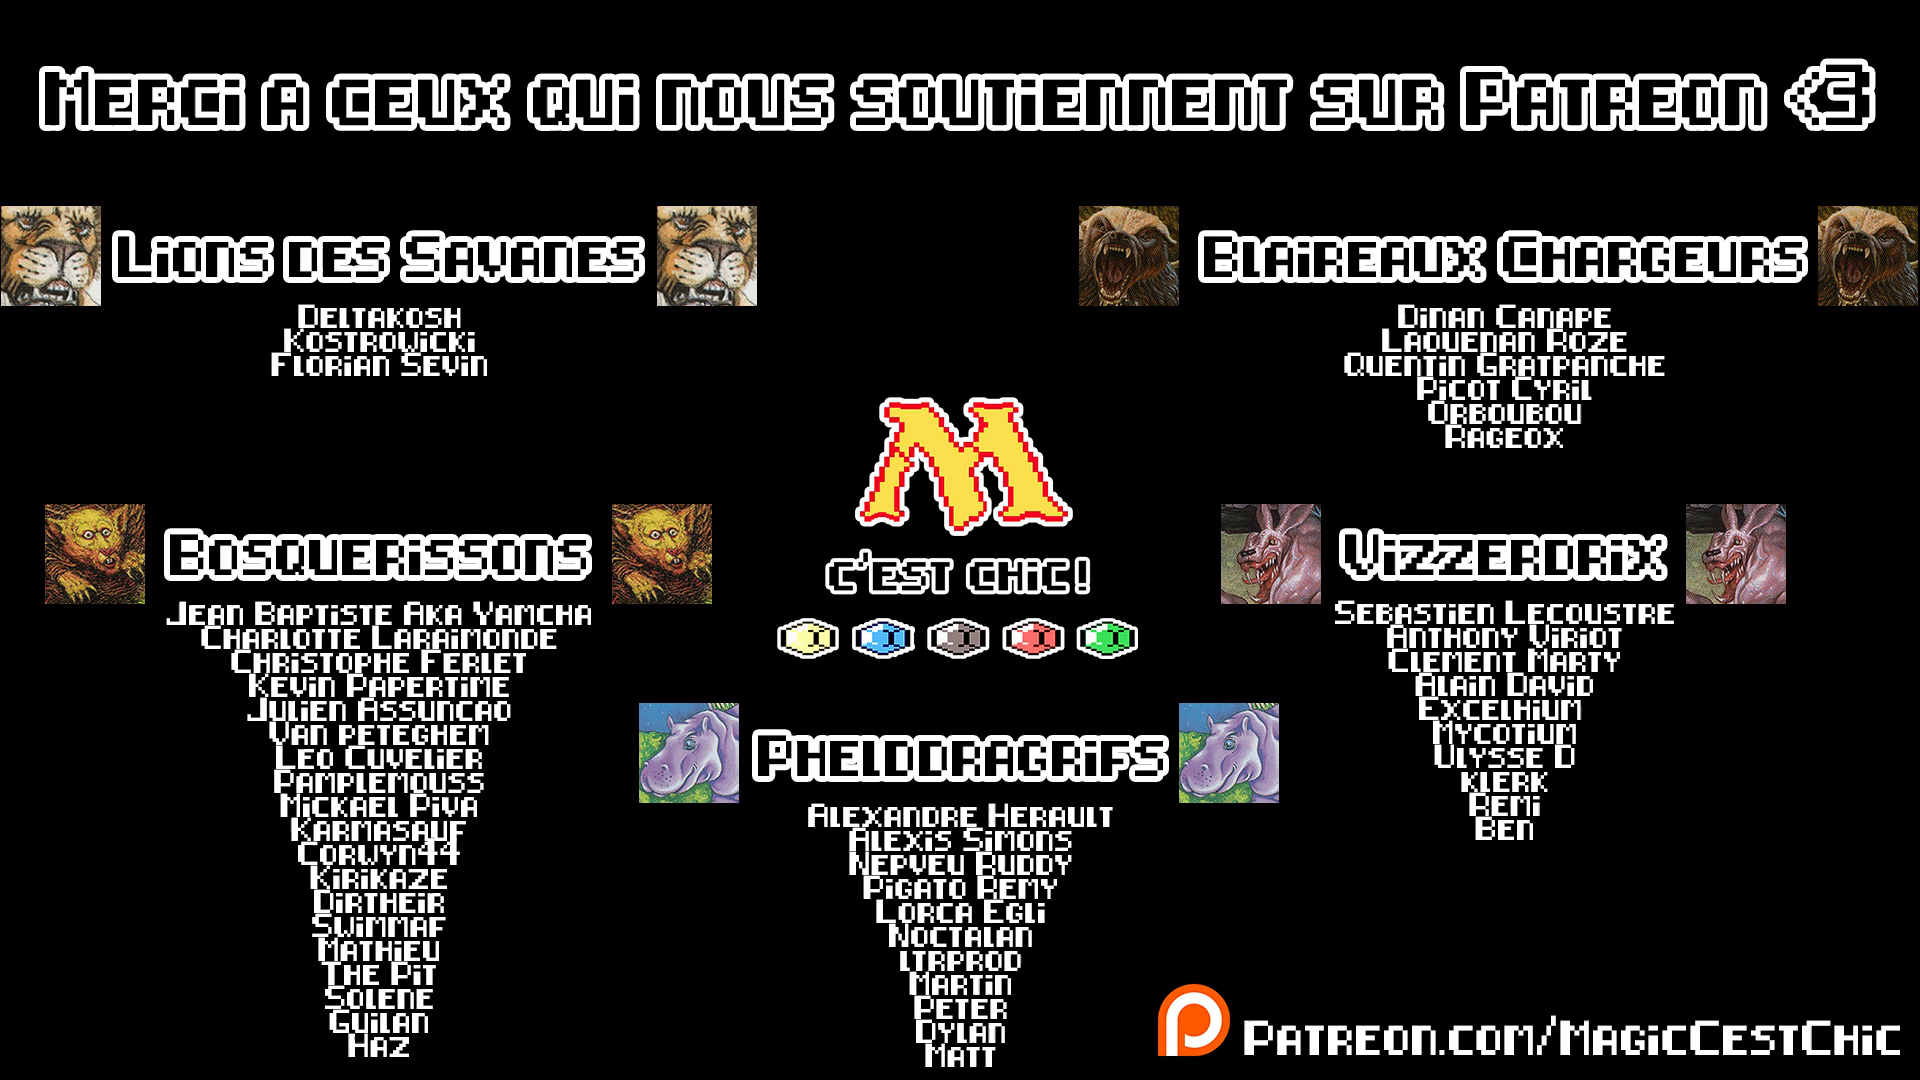 Merci a ceux qui nous soutiennent sur Patreon <3
Lions des Savanes
Deltakosh
Kostrowicki
Florian Sevin
Blaireaux Chargeurs
Dinan Canape
Laouenan Roze
Quentin Gratpanche
Picot Cyril
Orboubou
Rageox
M
c'est chic!
Bosquerissons
Jean Baptiste Aka Yamcha
Charlotte Laraimonde
Christophe Ferlet
Kevin Papertime
Julien Assuncao
Van peteghem
Leo Cuvelier
Pamplemouss
Mickael Piva
Karmasauf
Corwyn44
Kirikaze
Dirtheir
Swimmaf
Mathieu
The Pit
Solene
Guilan
Haz
Vizzerdrix
Sebastien Lecoustre
Anthony Viriot
Clement Marty
Alain David
Excelhium
Mycotium
Ulysse D
klerk
Remi
Ben
Phelddragrifs
Alexandre Herault
Alexis Simons
Nepveu Ruddy
Pigato Remy
Lorca Egli
Noctalan
ltrprod
Martin
Peter
Dylan
Matt
Patreon.com/MagicCestChic